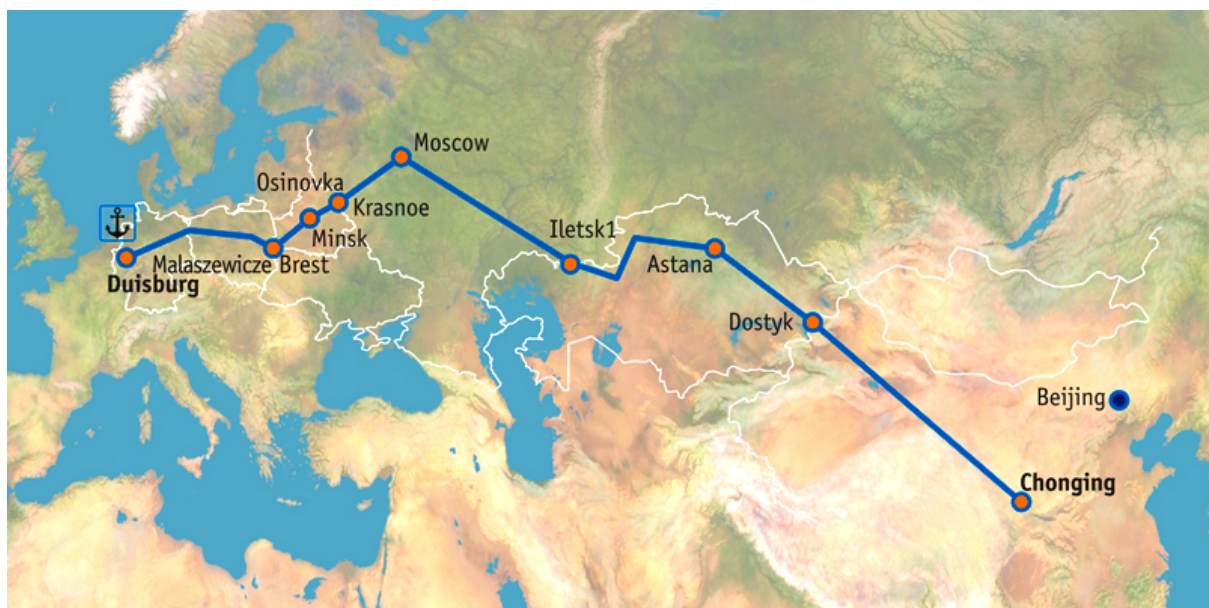 Moscow
Osinovka
Krasnoe
Minsk
Iletsk1
Malaszewicze Brest
Astana
Duisburg
Dostyk
Beijing
Chonging